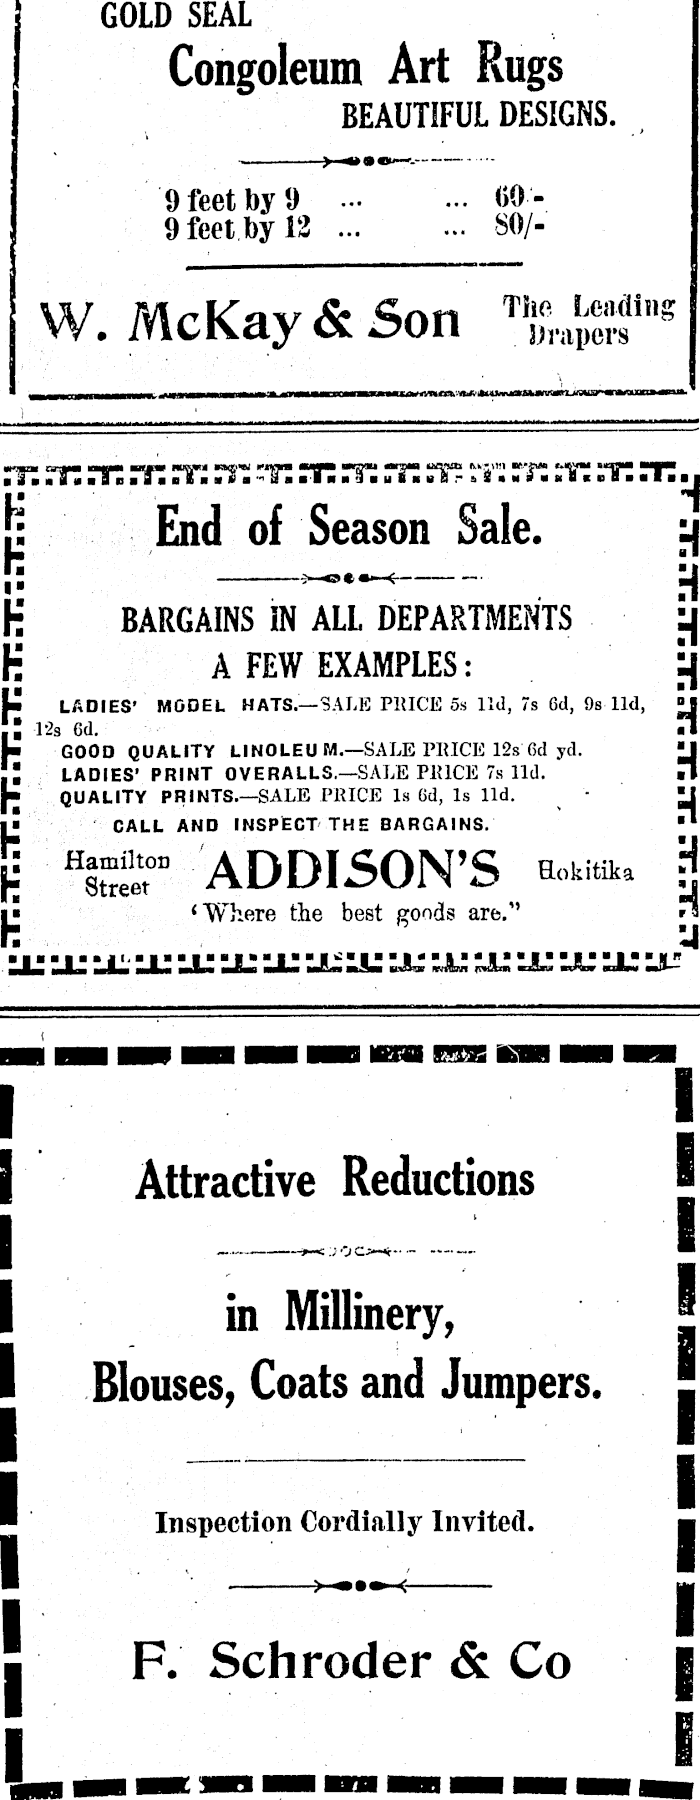 GOLD SEAL
Congoleum Art Rugs
BEAUTIFUL DESIGNS.
9 feet by 9 ... ... 60/-
9 feet by 12 ... ... 80/-
W. McKay & Son The Leading
Drapers
End of Season Sale.
BARGAINS IN ALL DEPARTMENTS
A FEW EXAMPLES:
LADIES' MODEL HATS.—SALE PRICE 5s 11d, 7s 6d, 9s 11d,
12s 6d.
GOOD QUALITY LINOLEUM.—SALE PRICE 12s 6d yd.
LADIES' PRINT OVERALLS.—SALE PRICE 7s 11d.
QUALITY PRINTS.—SALE PRICE 1s 6d, 1s 11d.
CALL AND INSPECT THE BARGAINS.
Hamilton
Street
ADDISON'S
Hokitika
'Where the best goods are."
Attractive Reductions
in Millinery,
Blouses, Coats and Jumpers.
Inspection Cordially Invited.
F. Schroder & Co